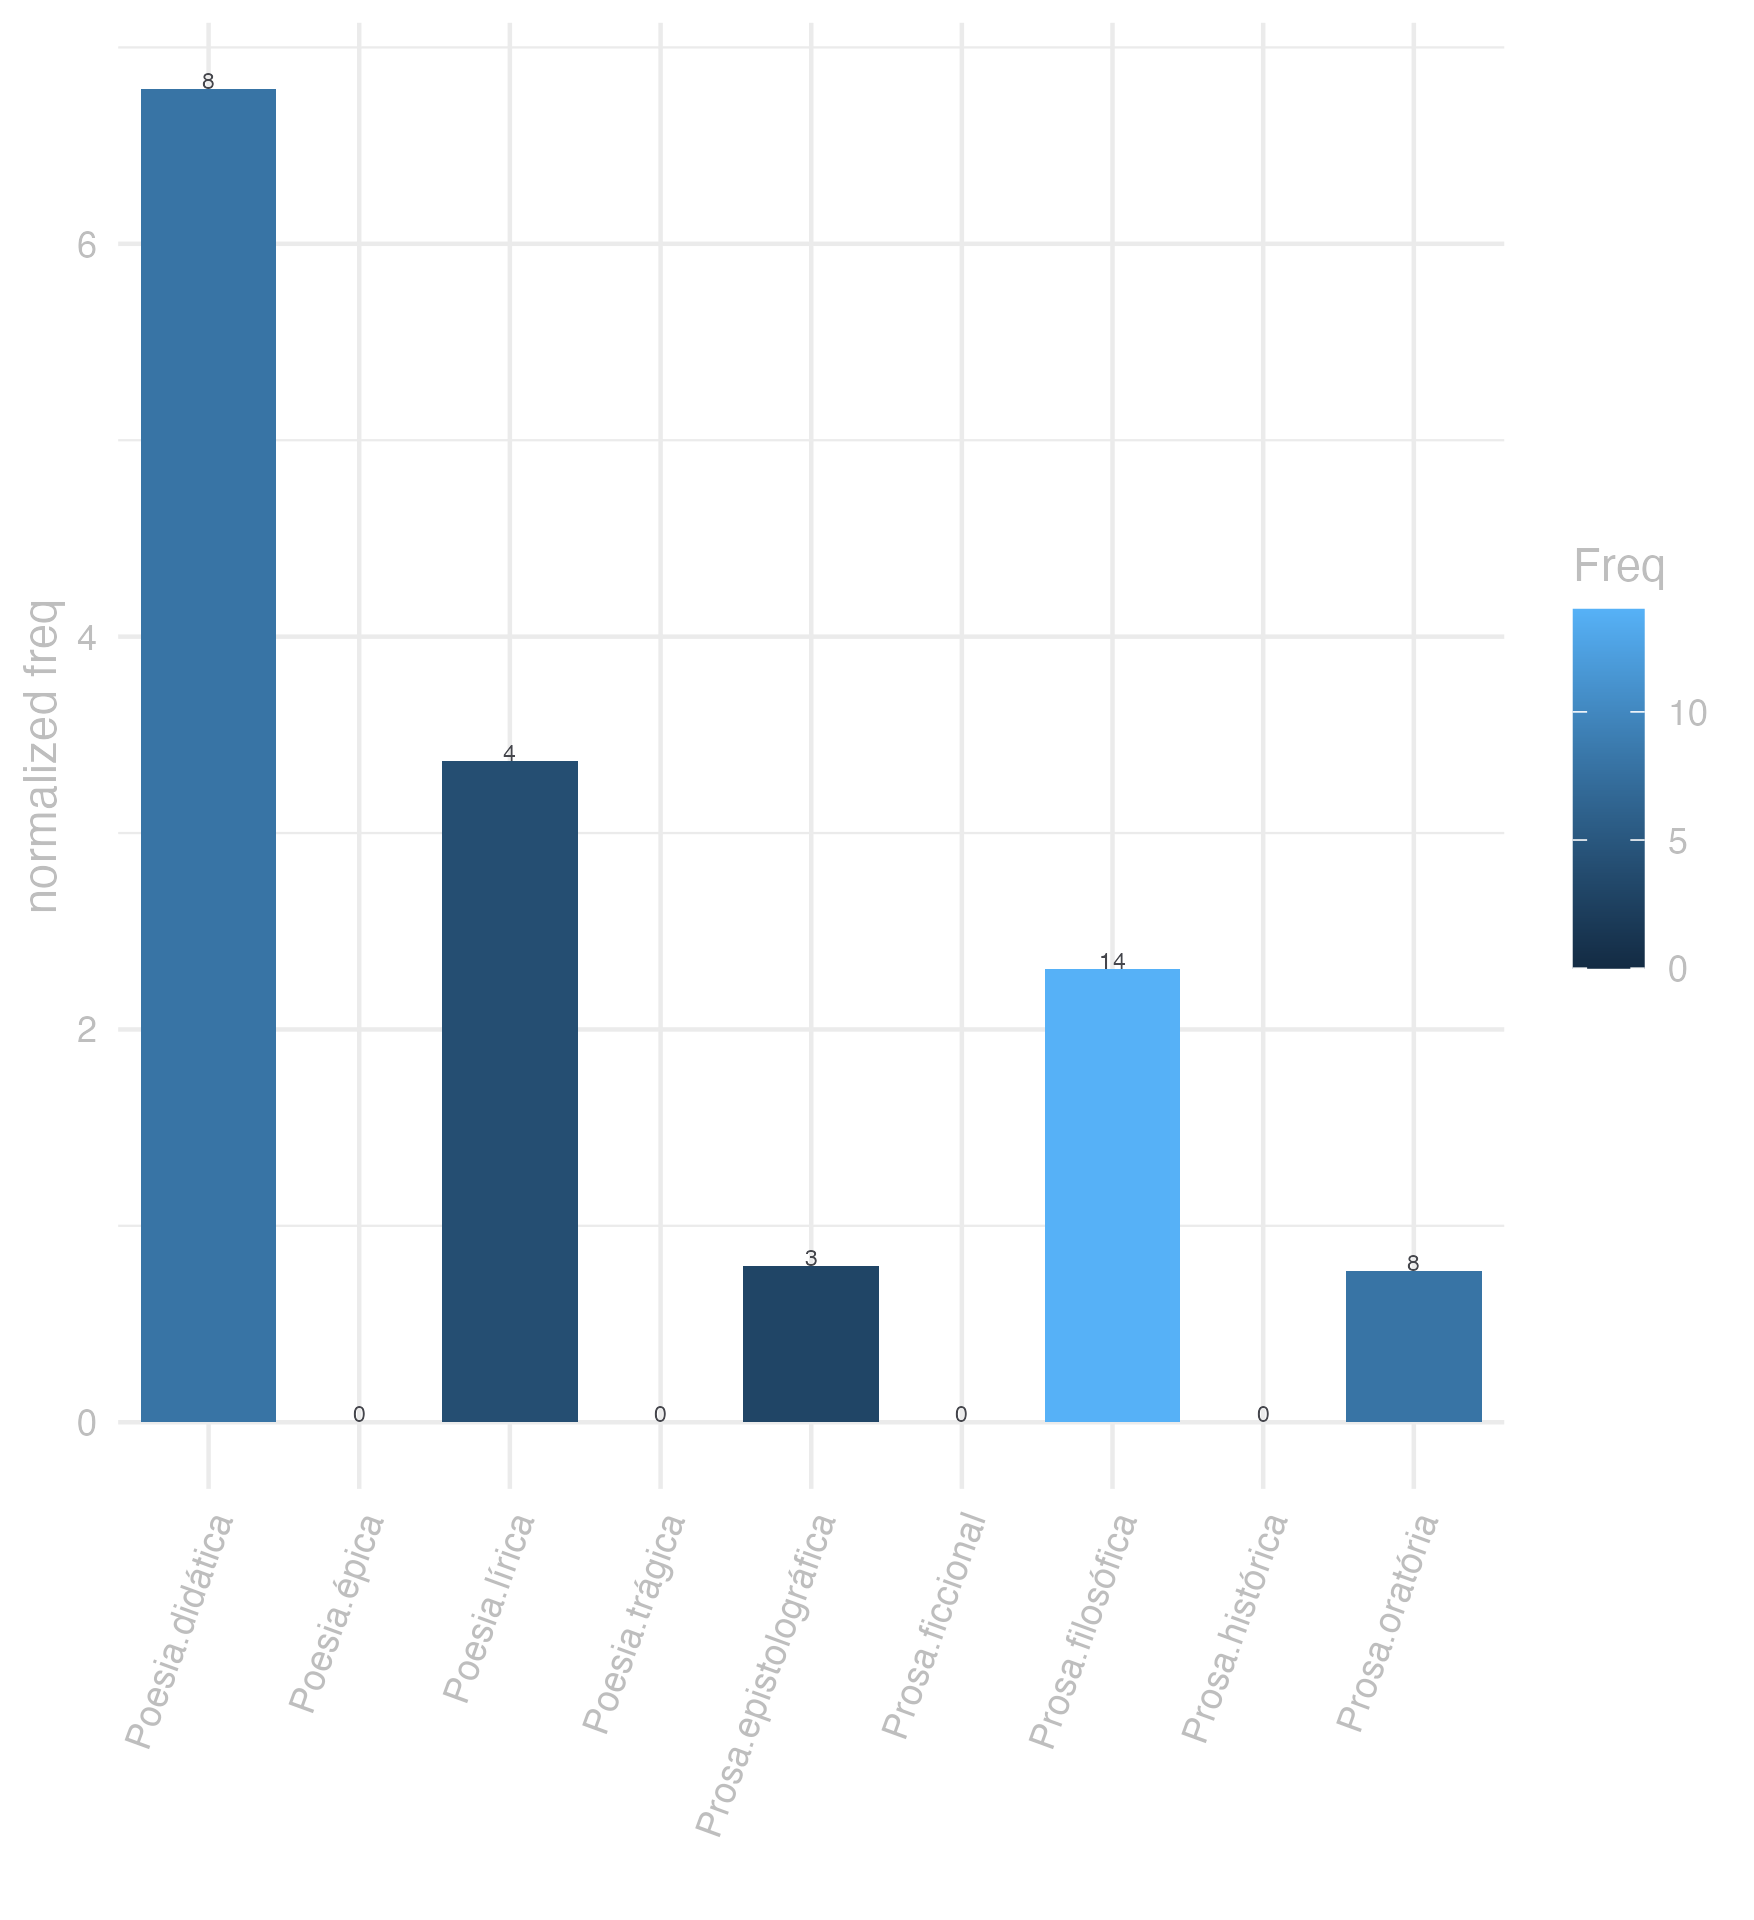 8
6
4
4
normalized freq
14
2
3
8
0
0
0
0
0
Poesia.didática
Poesia.épica
Poesia.lírica
Poesia.trágica
Prosa.epistolográfica
Prosa.ficcional
Prosa.filosófica
Prosa.histórica
Prosa.oratória
Freq
10
5
0